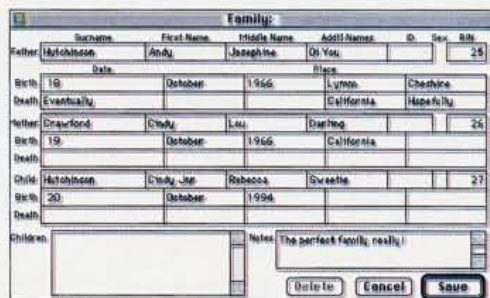 Family:
Surname First Name Middle Name Addtl Names ID. Sex. RIN.
Father: Hutchinson Andy Josephine Oi You 25
Date. Place.
Birth: 18 October 1966 Lymm Cheshire
Death: Eventually California Hopefully
Mother: Crawford Cindy Lou Darling 26
Birth: 19 October 1966 California
Death:
Child: Hutchinson Cindy Jnr Rebecca Sweetie 27
Birth: 20 October 1994
Death:
Children: Notes: The perfect family really!
Delete Cancel Save